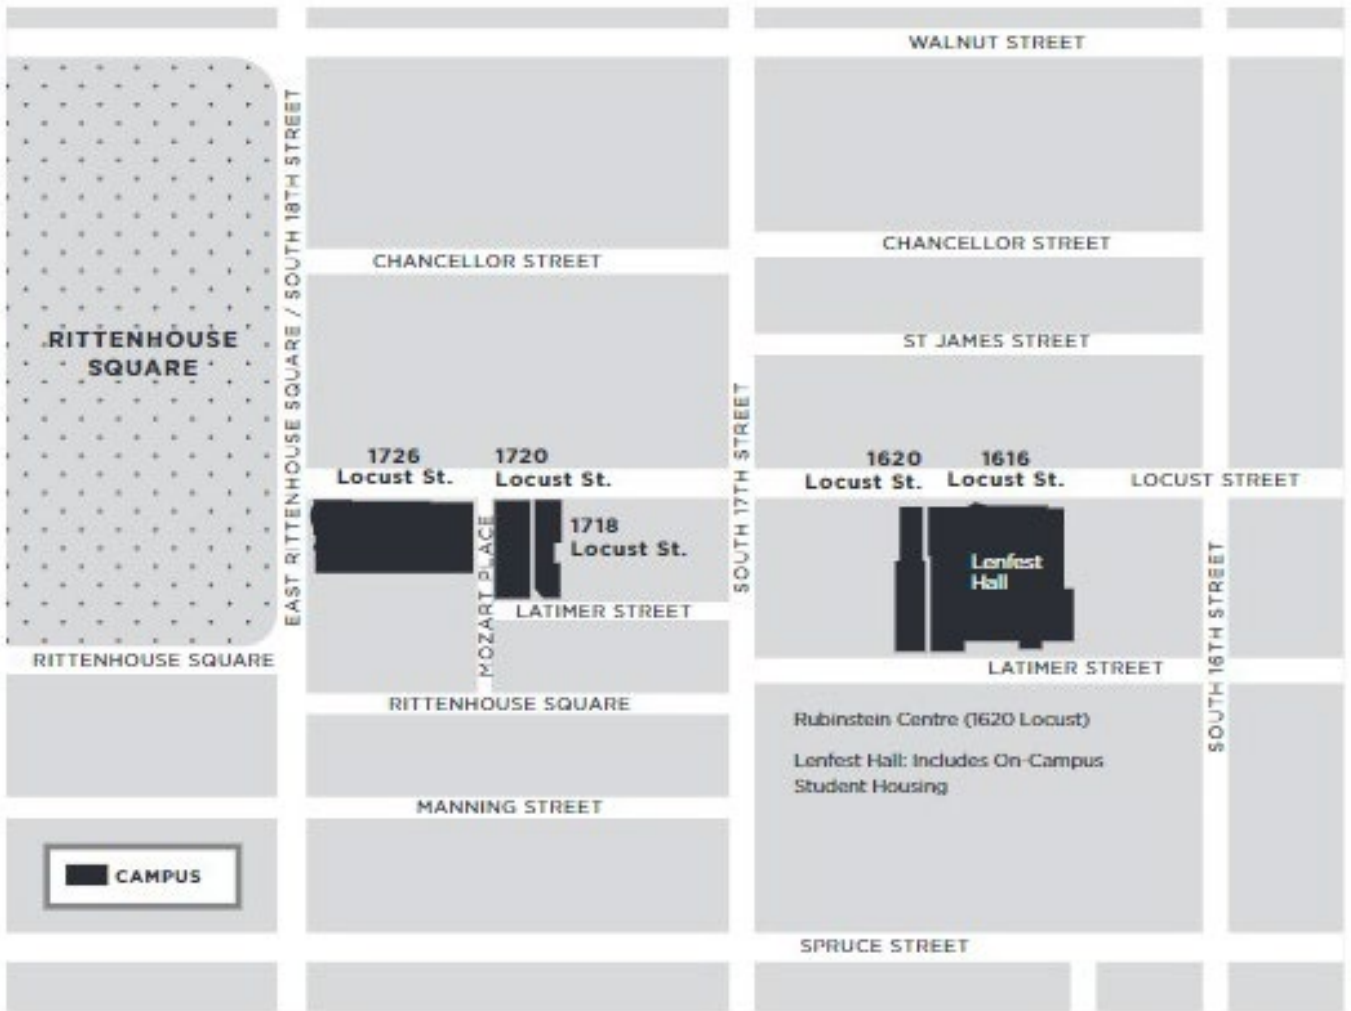 WALNUT STREET
EAST RITTENHOUSE SQUARE / SOUTH 18TH STREET
CHANCELLOR STREET
CHANCELLOR STREET
RITTENHOUSE
SQUARE
ST JAMES STREET
SOUTH 17TH STREET
1726
Locust St.
1720
Locust St.
1620
Locust St.
1616
Locust St.
LOCUST STREET
MOZART PLACE
1718
Locust St.
Lenfest
Hall
SOUTH 16TH STREET
LATIMER STREET
RITTENHOUSE SQUARE
LATIMER STREET
RITTENHOUSE SQUARE
Rubinstein Centre (1620 Locust)
Lenfest Hall: Includes On-Campus
Student Housing
MANNING STREET
CAMPUS
SPRUCE STREET